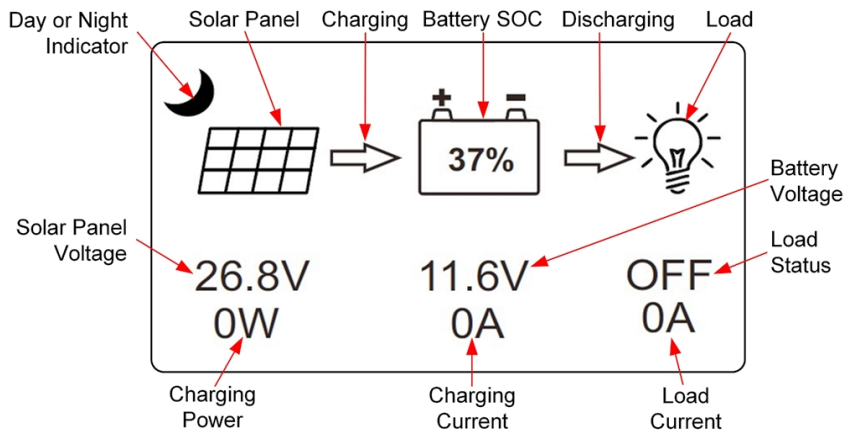 Day or Night
Indicator
Solar Panel
Charging
Battery SOC
Discharging
Load
+ −
37%
Battery
Voltage
Solar Panel
Voltage
Load
Status
26.8V
11.6V
OFF
0W
0A
0A
Charging
Power
Charging
Current
Load
Current